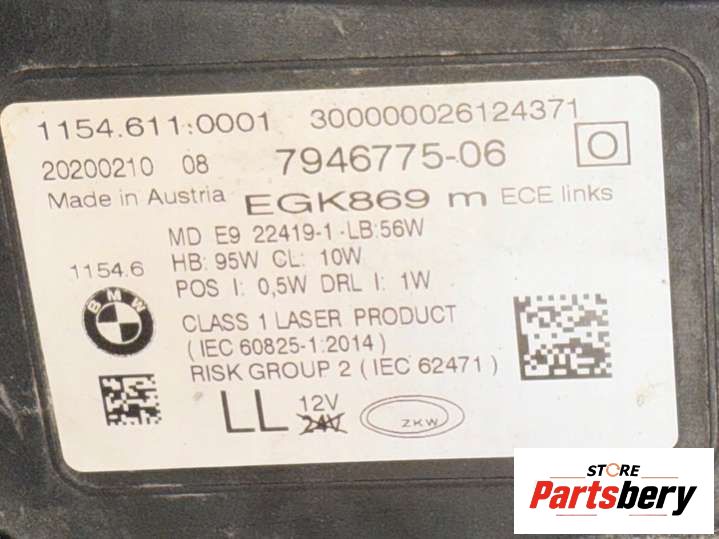 1154.611:0001 300000026124371
20200210 08 7946775-06 O
Made in Austria EGK869 m ECE links
MD E9 22419-1 -LB:56W
1154.6 HB: 95W CL: 10W
POS I: 0,5W DRL I: 1W
BMW
CLASS 1 LASER PRODUCT
(IEC 60825-1:2014)
RISK GROUP 2 (IEC 62471)
LL 12V
24V
ZKW
STORE
Partsbery